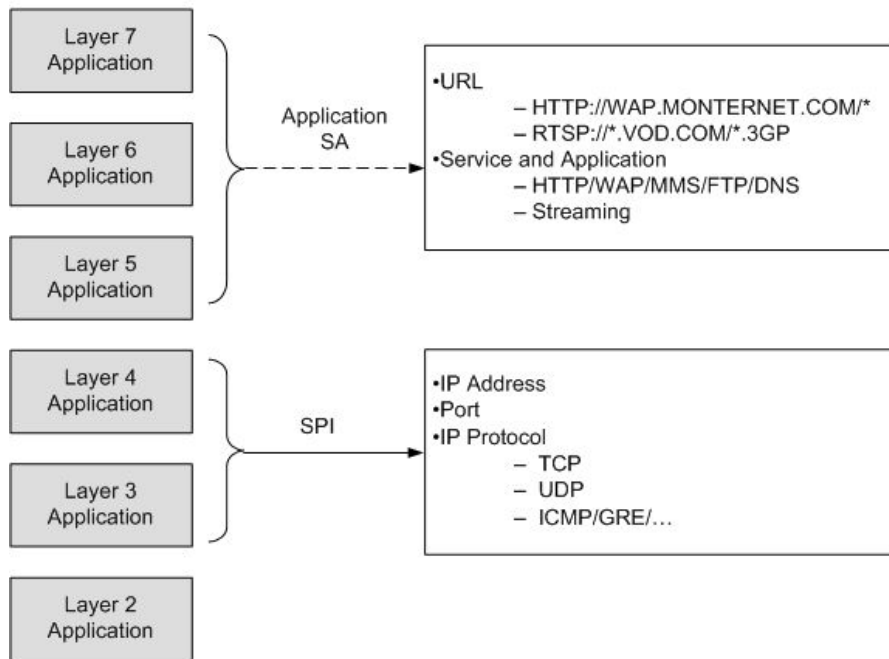 Layer 7
Application
Layer 6
Application
Layer 5
Application
Application
SA
•URL
– HTTP://WAP.MONTERNET.COM/*
– RTSP://*.VOD.COM/*.3GP
•Service and Application
– HTTP/WAP/MMS/FTP/DNS
– Streaming
Layer 4
Application
Layer 3
Application
SPI
•IP Address
•Port
•IP Protocol
– TCP
– UDP
– ICMP/GRE/…
Layer 2
Application